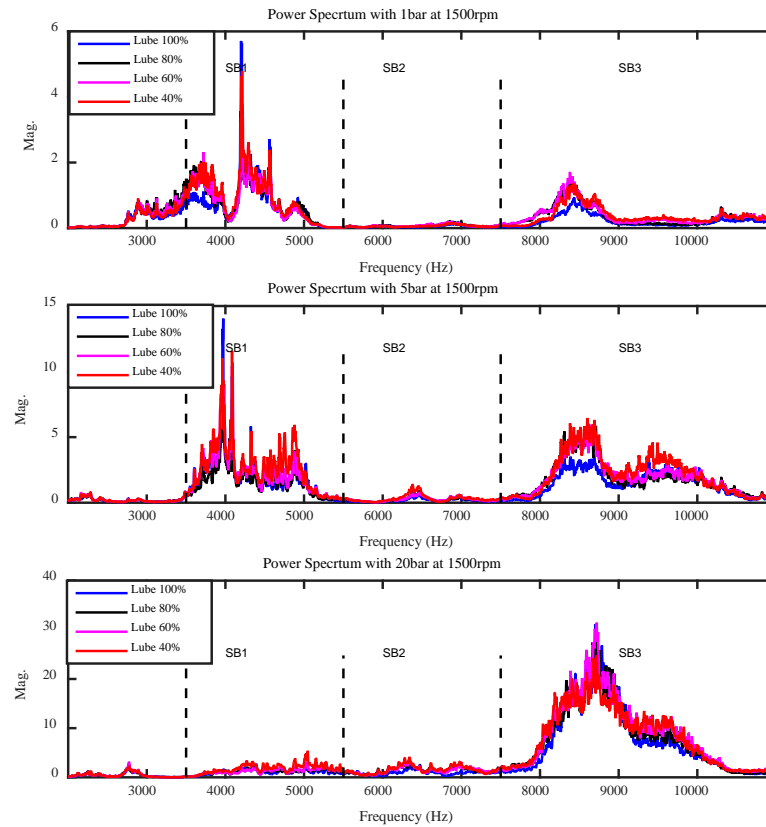 Power Specrtum with 1bar at 1500rpm
6
Lube 100%
Lube 80%
SB1
SB2
SB3
Lube 60%
4
Lube 40%
Mag.
2
0
3000
4000
5000
6000
7000
8000
9000
10000
Frequency (Hz)
Power Specrtum with 5bar at 1500rpm
15
Lube 100%
Lube 80%
SB1
SB2
SB3
Lube 60%
10
Lube 40%
Mag.
5
0
3000
4000
5000
6000
7000
8000
9000
10000
Frequency (Hz)
Power Specrtum with 20bar at 1500rpm
40
Lube 100%
Lube 80%
30
Lube 60%
SB1
SB2
SB3
Lube 40%
20
Mag.
10
0
3000
4000
5000
6000
7000
8000
9000
10000
Frequency (Hz)